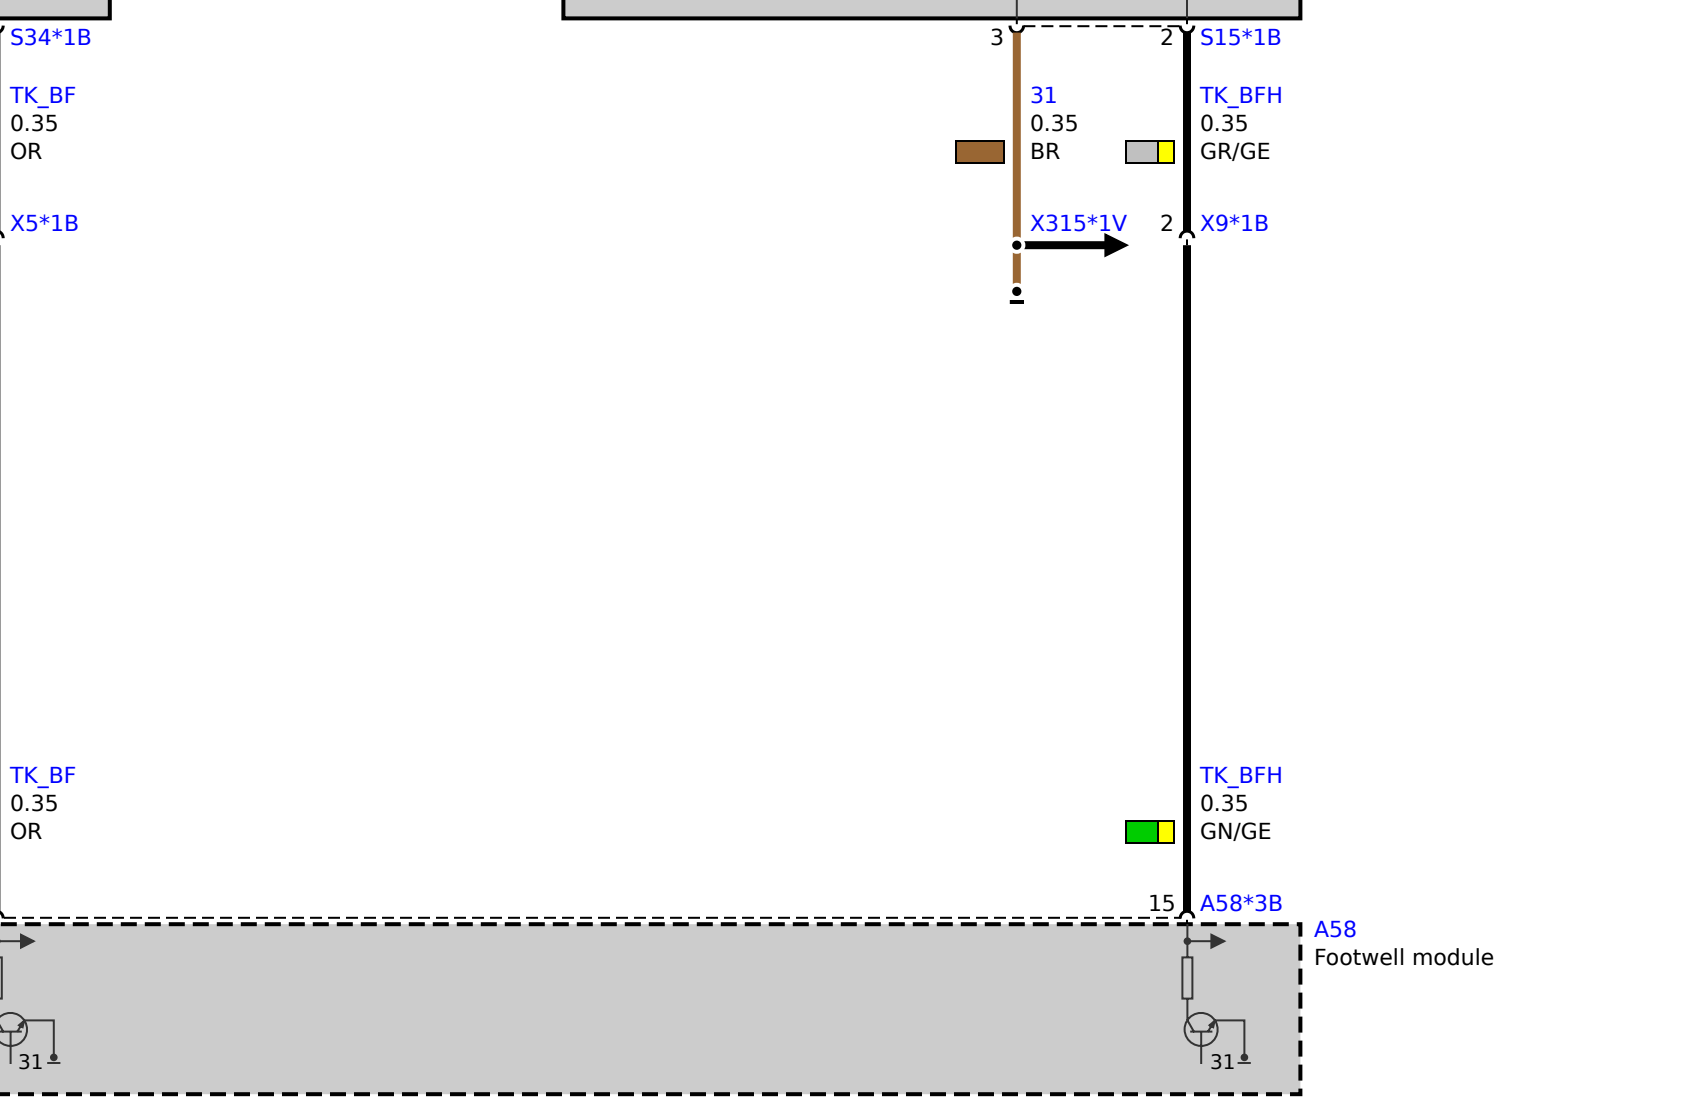 S34*1B
TK_BF
0.35
OR
X5*1B
3
2 S15*1B
31
0.35
BR
TK_BFH
0.35
GR/GE
X315*1V
2 X9*1B
TK_BF
0.35
OR
TK_BFH
0.35
GN/GE
15 A58*3B
A58
Footwell module
31
31